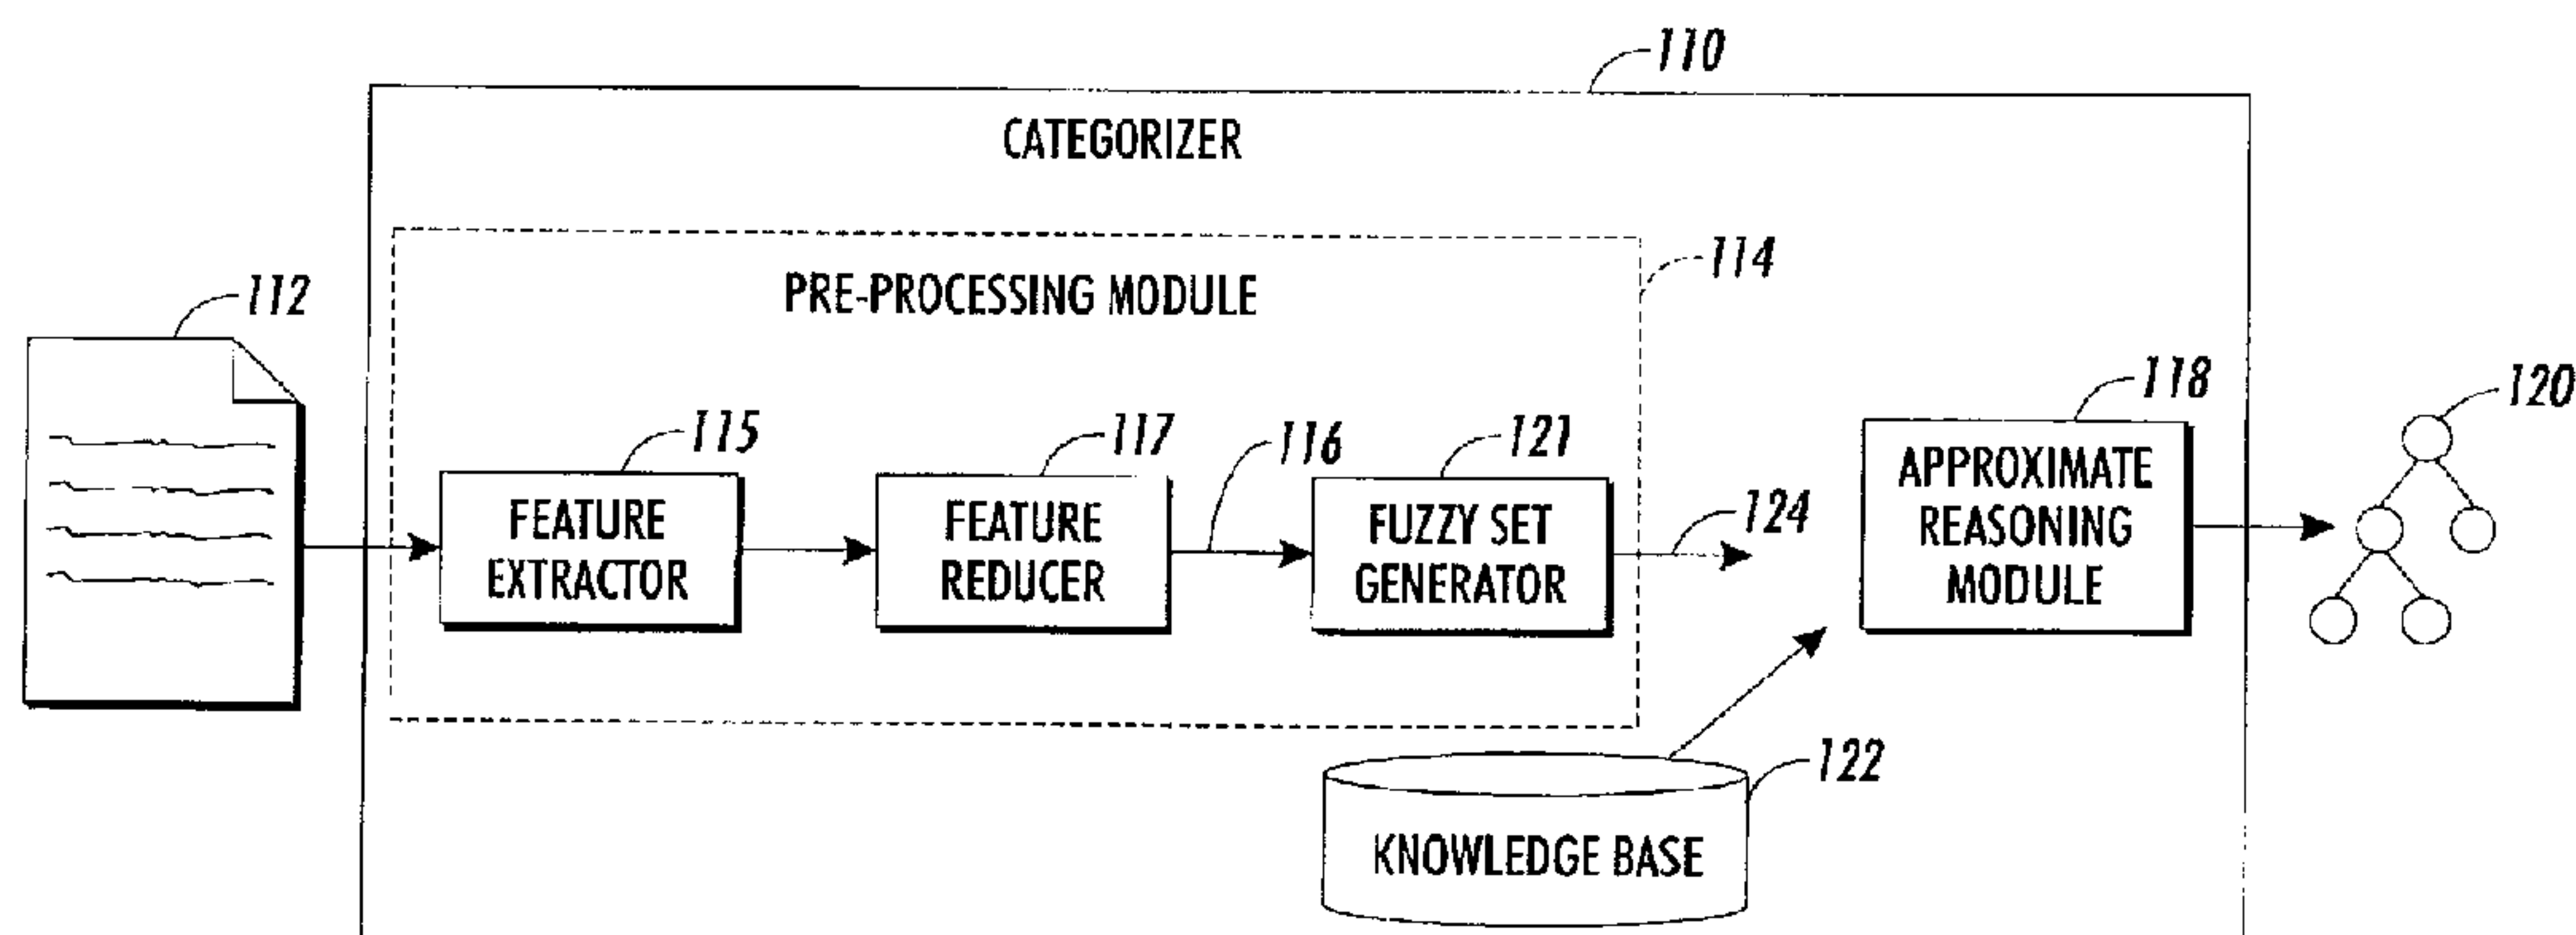 110
CATEGORIZER
114
PRE-PROCESSING MODULE
112
118
120
115
117
116
121
124
FEATURE
EXTRACTOR
FEATURE
REDUCER
FUZZY SET
GENERATOR
APPROXIMATE
REASONING
MODULE
122
KNOWLEDGE BASE